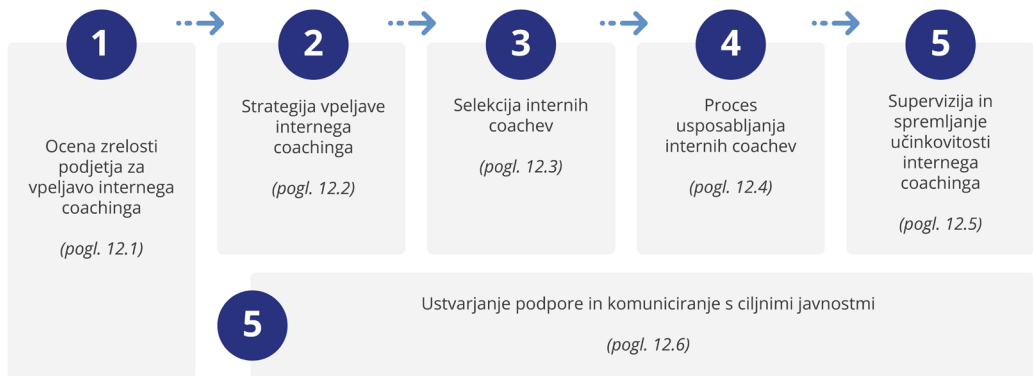 1
Ocena zrelosti
podjetja za
vpeljavo internega
coachinga
(pogl. 12.1)
2
Strategija vpeljave
internega
coachinga
(pogl. 12.2)
3
Selekcija internih
coachev
(pogl. 12.3)
4
Proces
usposabljanja
internih coachev
(pogl. 12.4)
5
Supervizija in
spremljanje
učinkovitosti
internega
coachinga
(pogl. 12.5)
5
Ustvarjanje podpore in komuniciranje s ciljnimi javnostmi
(pogl. 12.6)